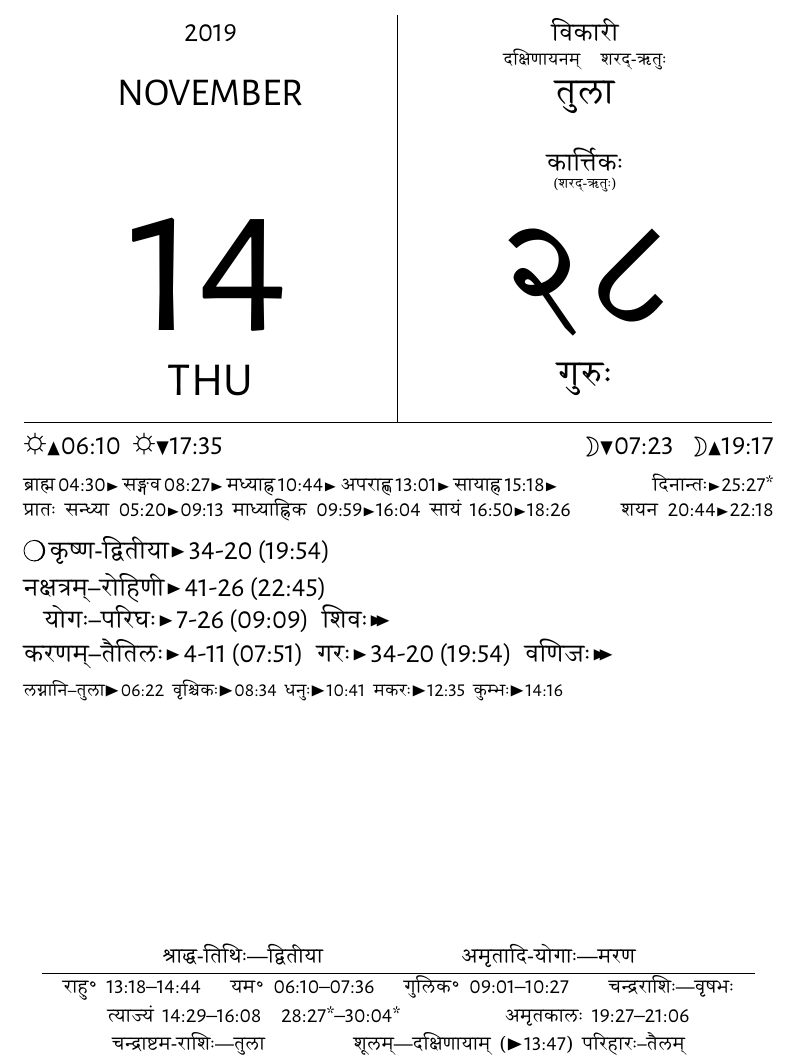 2019
NOVEMBER
14
THU
विकारी
दक्षिणायनम् शरद्-ऋतुः
तुला
कार्त्तिकः
(शरद्-ऋतुः)
२८
गुरुः
☼▲06:10 ☼▼17:35 ☽▼07:23 ☽▲19:17
ब्राह्म 04:30► सङ्गव 08:27► मध्याह्न 10:44► अपराह्ण 13:01► सायाह्न 15:18► दिनान्तः►25:27*
प्रातः सन्ध्या 05:20►09:13 माध्याह्निक 09:59►16:04 सायं 16:50►18:26 शयन 20:44►22:18
कृष्ण-द्वितीया►34-20 (19:54)
नक्षत्रम्–रोहिणी►41-26 (22:45)
योगः–परिघः►7-26 (09:09) शिवः►►
करणम्–तैतिलः►4-11 (07:51) गरः►34-20 (19:54) वणिजः►►
लग्नानि–तुला►06:22 वृश्चिकः►08:34 धनुः►10:41 मकरः►12:35 कुम्भः►14:16
श्राद्ध-तिथिः—द्वितीया अमृतादि-योगाः—मरण
राहु° 13:18–14:44 यम° 06:10–07:36 गुलिक° 09:01–10:27 चन्द्रराशिः—वृषभः
त्याज्यं 14:29–16:08 28:27*–30:04* अमृतकालः 19:27–21:06
चन्द्राष्टम-राशिः—तुला शूलम्—दक्षिणायाम् (►13:47) परिहारः–तैलम्